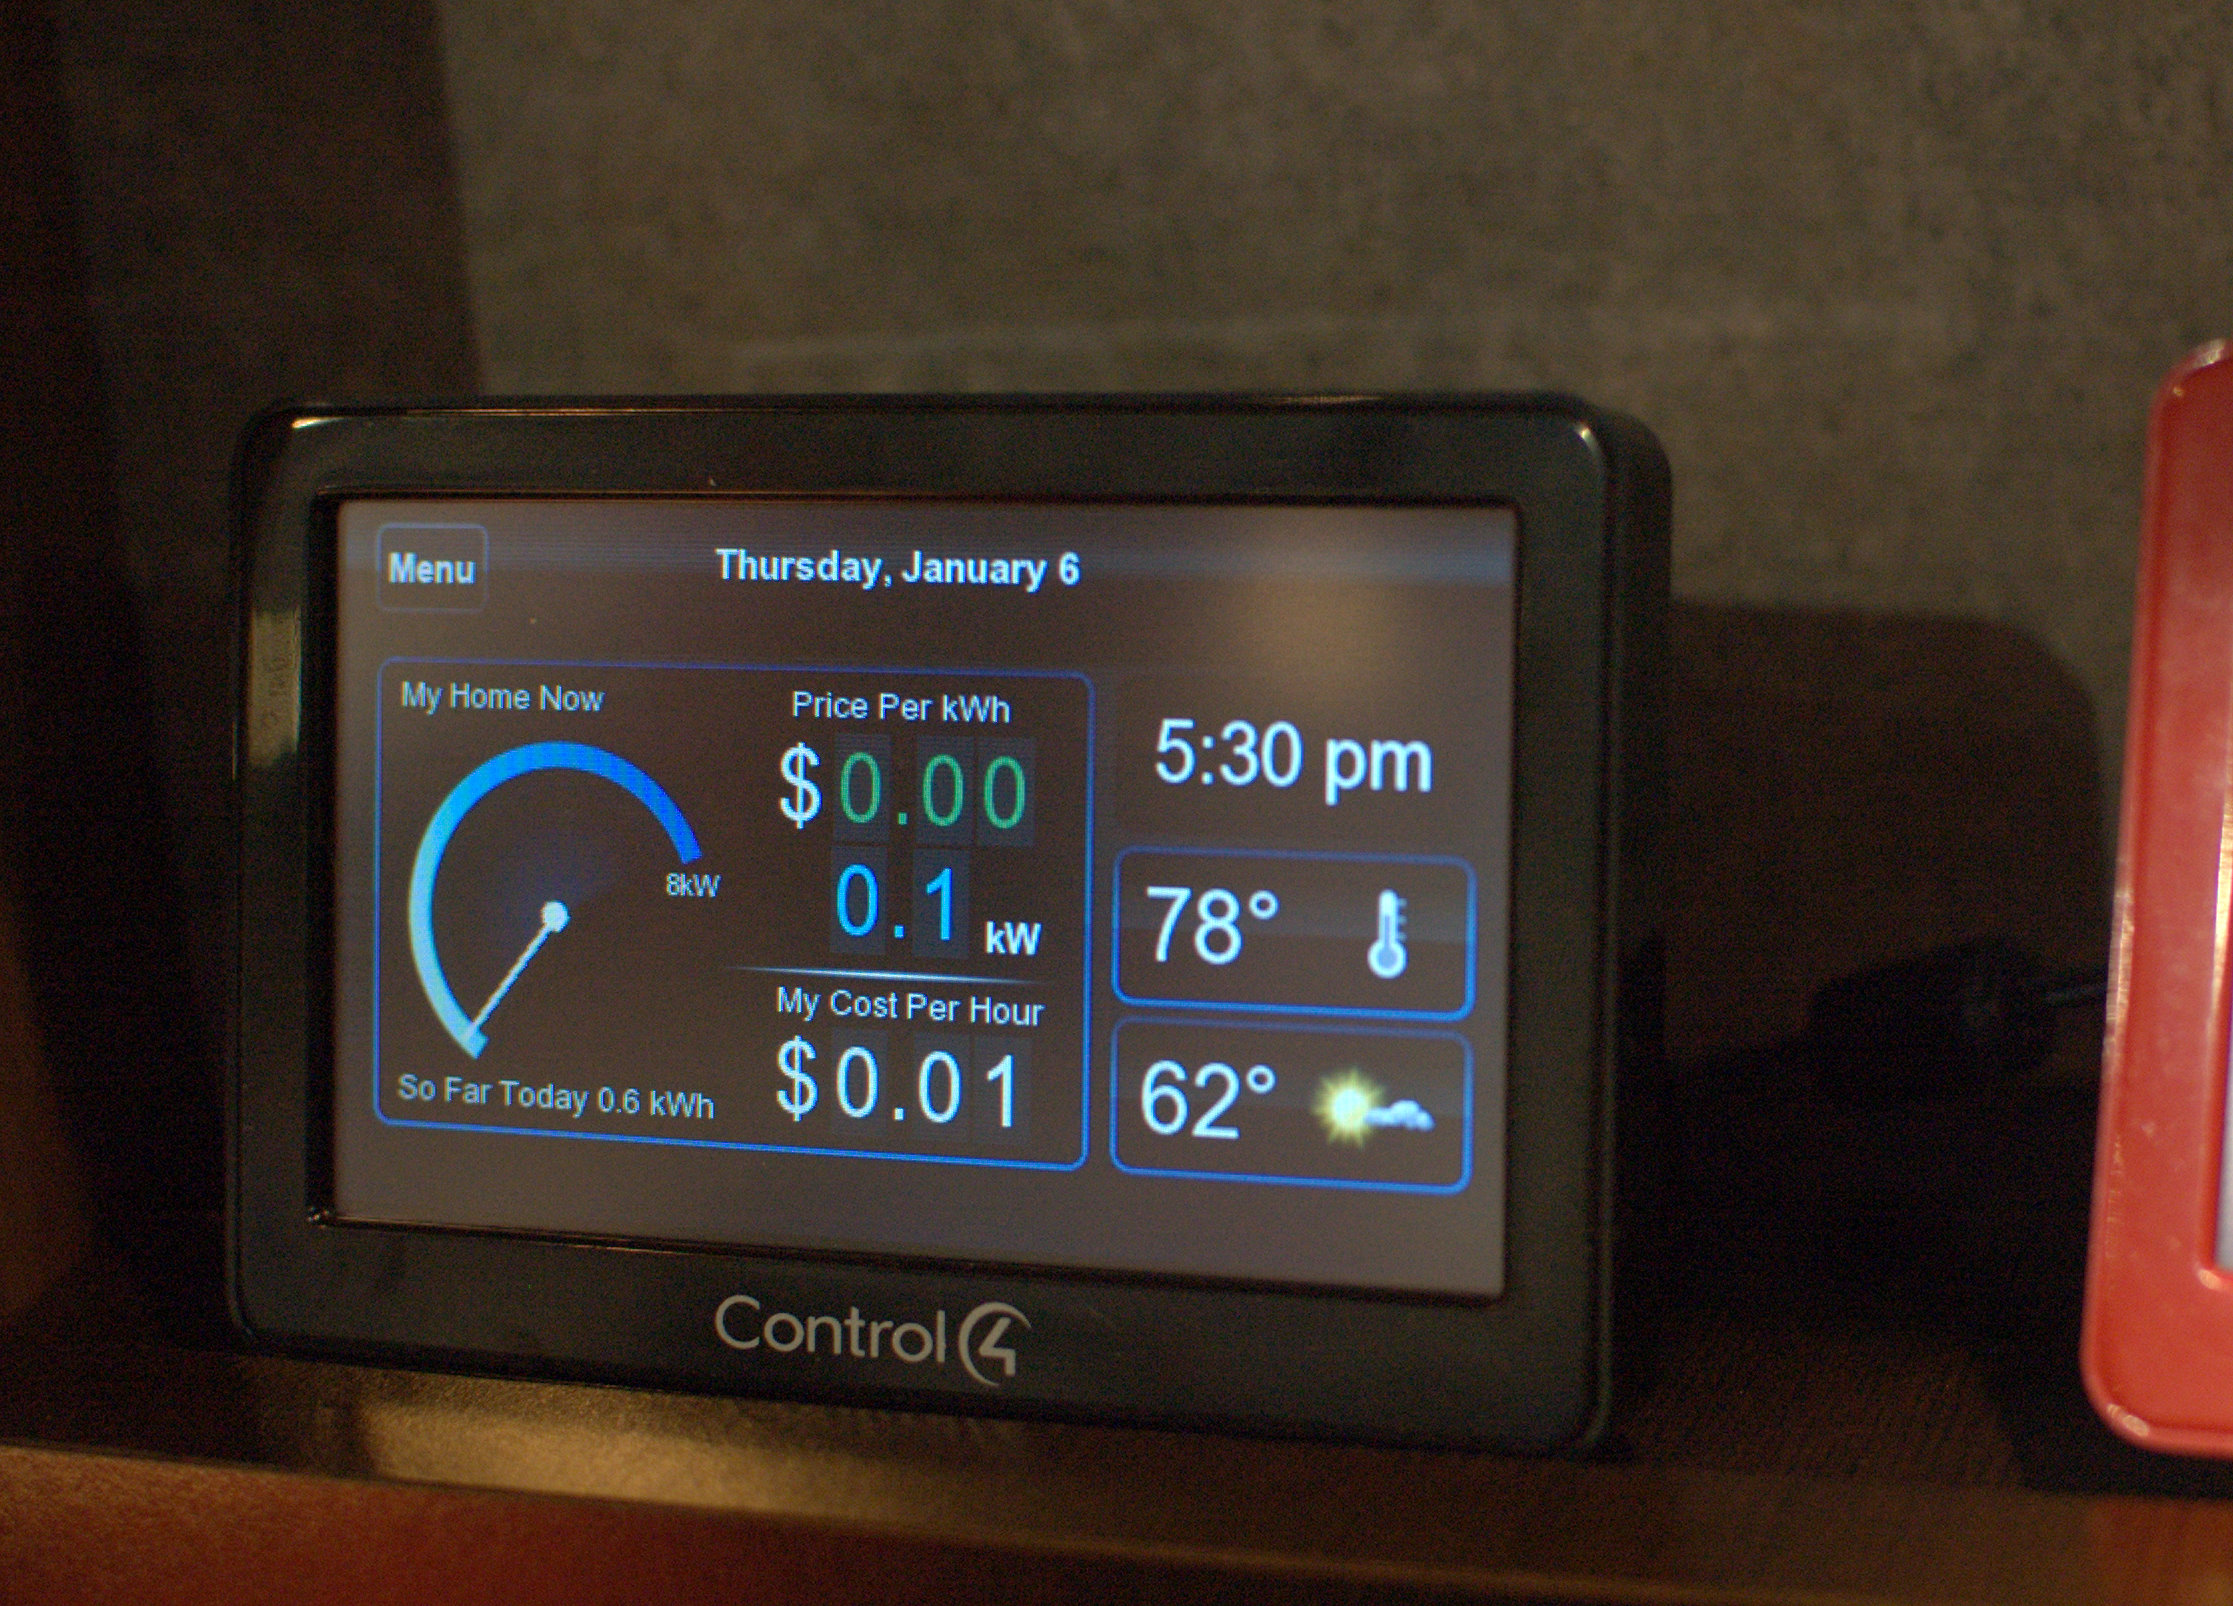 Menu
Thursday, January 6
My Home Now
Price Per kWh
$0.00
5:30 pm
8kW
0.1 kW
78°
My Cost Per Hour
$0.01
62°
So Far Today 0.6 kWh
Control4